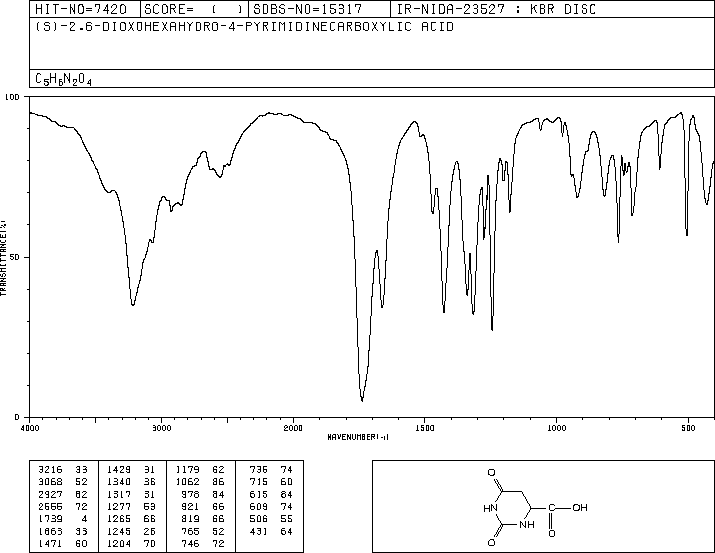 HIT-NO=7420 SCORE= ( ) SDBS-NO=15317 IR-NIDA-23527 : KBR DISC
(S)-2,6-DIOXOHEXAHYDRO-4-PYRIMIDINECARBOXYLIC ACID
C5H6N2O4
100
50
0
TRANSMITTANCE(%)
4000 3000 2000 1500 1000 500
WAVENUMBER(-1)
3216 33 1429 31 1179 62 736 74
3068 52 1340 36 1062 86 715 60
2927 62 1317 31 978 84 615 84
2666 72 1277 63 921 66 609 74
1739 4 1265 66 819 66 506 55
1663 33 1245 26 765 52 431 64
1471 60 1204 70 746 72
O
HN
O
NH
O
OH